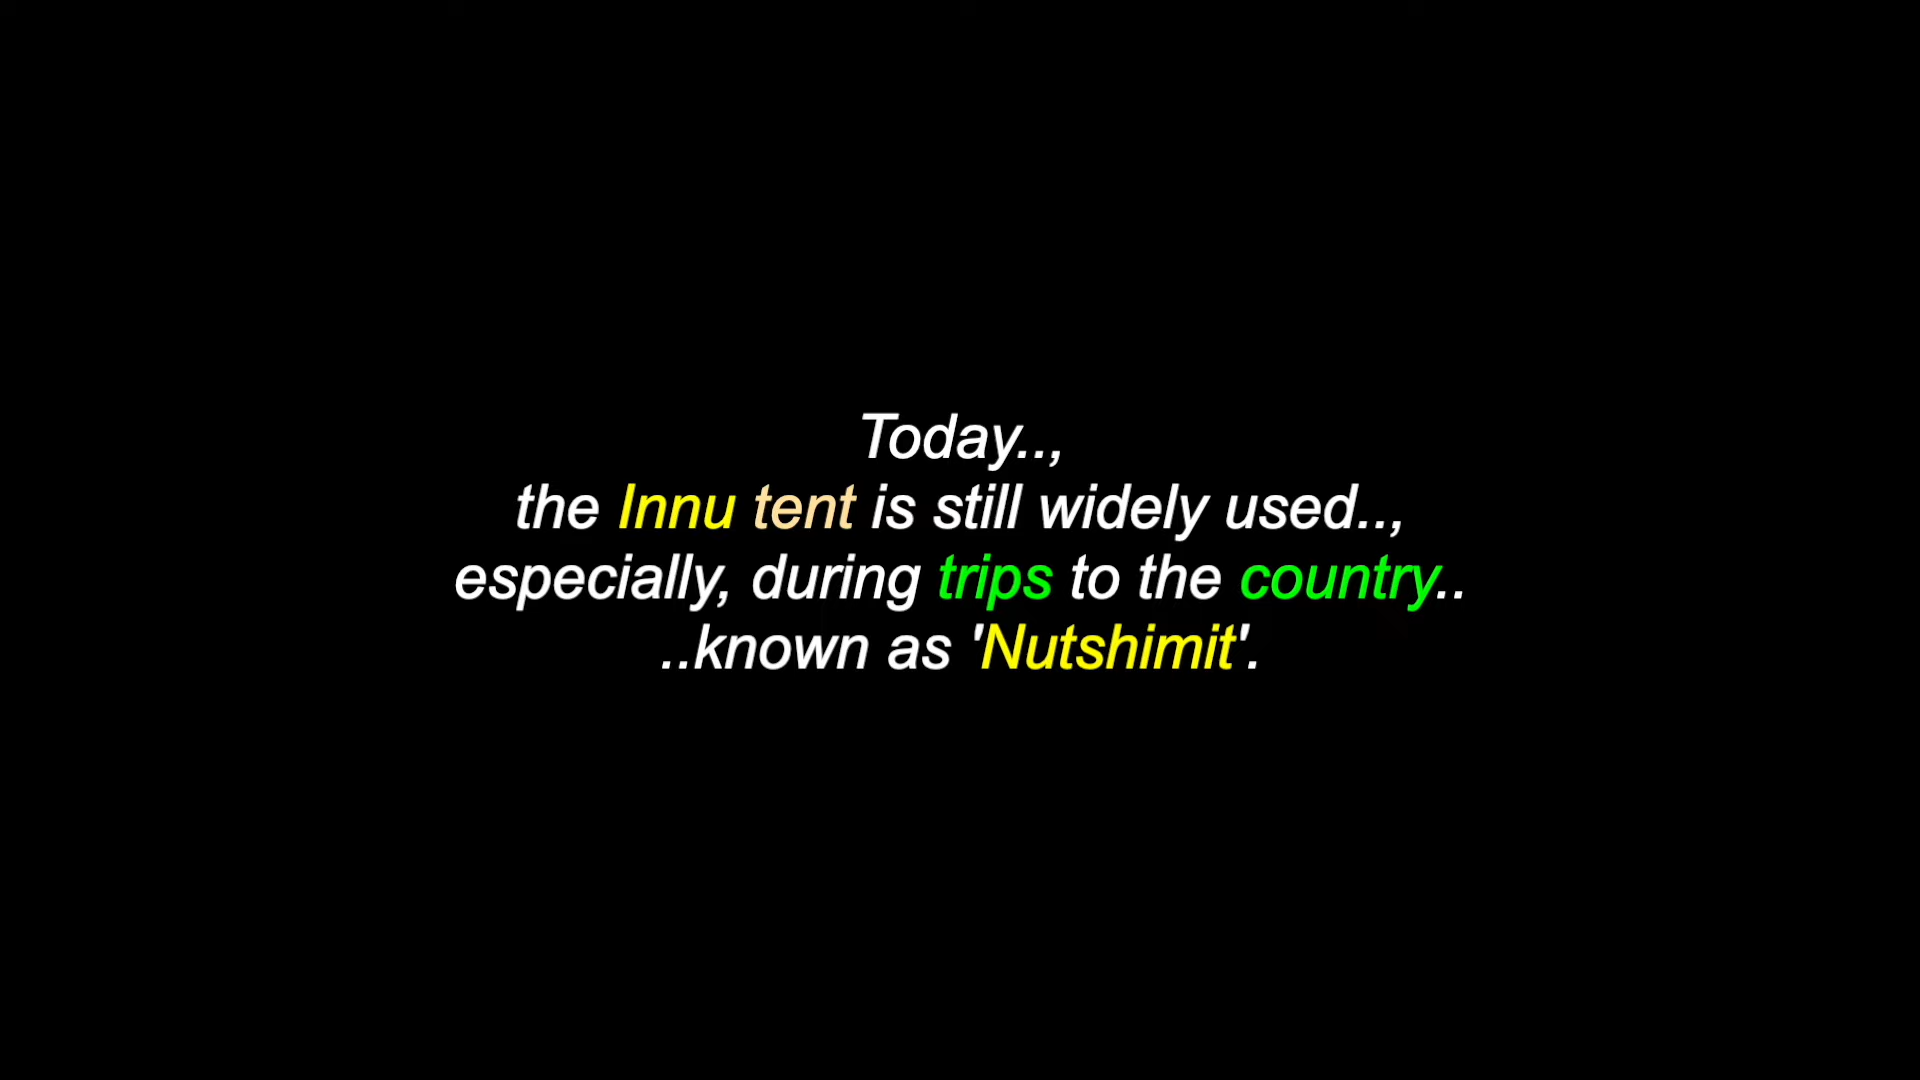 Today..,
the Innu tent is still widely used..,
especially, during trips to the country..
..known as 'Nutshimit'.